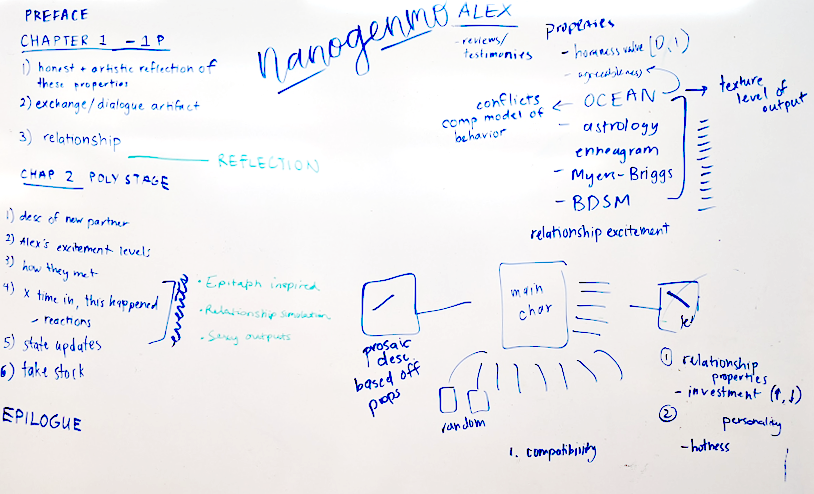 PREFACE
CHAPTER 1 - 1P
1) honest + artistic reflection of
these properties
2) exchange/dialogue artifact
3) relationship
REFLECTION
CHAP 2 POLY STAGE
1) desc of new partner
2) Alex's excitement levels
3) how they met
4) X time in, this happened
- reactions
5) state updates
6) take stock
events
• Epitaph inspired
• Relationship simulation
• Sexy outputs
EPILOGUE
nanogenmo
ALEX
- reviews/
testimonies
properties
- hotness value (0,1)
- agreeableness
OCEAN
- astrology
enneagram
- Myers-Briggs
- BDSM
conflicts
comp model of
behavior
texture
level of
output
relationship excitement
prosaic
desc.
based off
props
main
char
random
1. compatibility
1 relationship
properties
- investment (↑,↓)
2 personality
- hotness